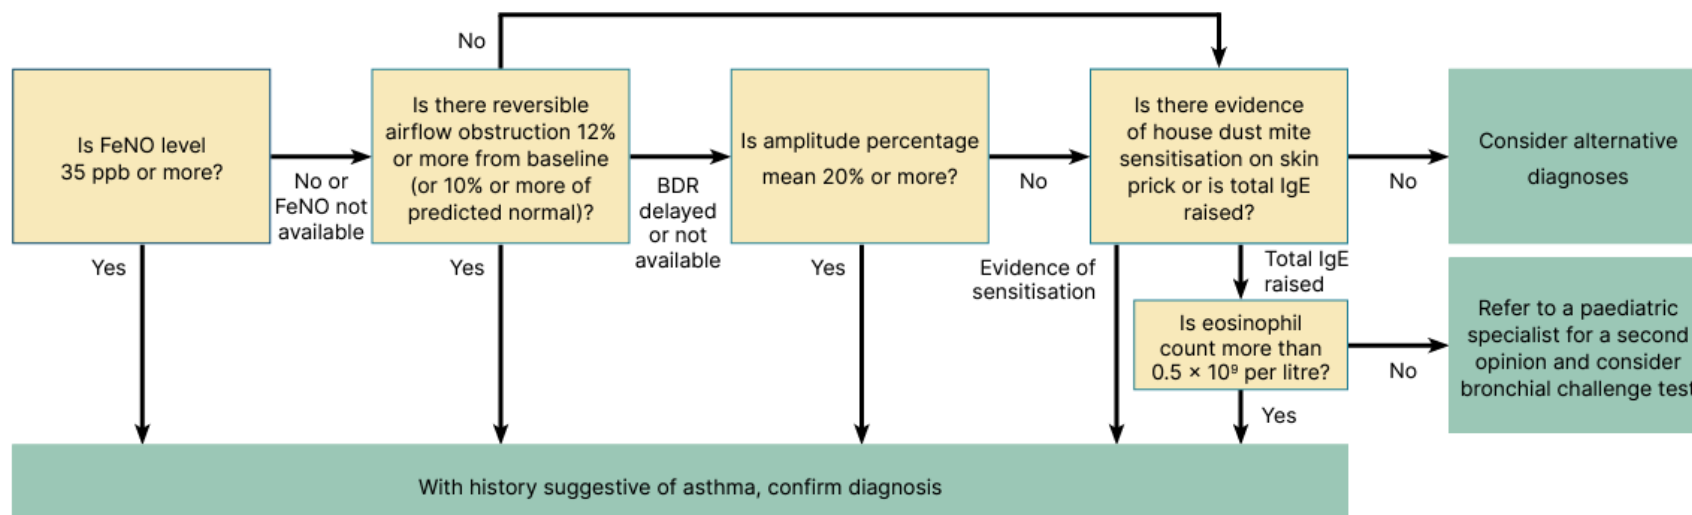 No
Is FeNO level
35 ppb or more?
Yes
No or
FeNO not
available
Is there reversible
airflow obstruction 12%
or more from baseline
(or 10% or more of
predicted normal)?
Yes
BDR
delayed
or not
available
Is amplitude percentage
mean 20% or more?
Yes
No
Is there evidence
of house dust mite
sensitisation on skin
prick or is total IgE
raised?
No
Consider alternative
diagnoses
Evidence of
sensitisation
Total IgE
raised
Is eosinophil
count more than
0.5 × 10⁹ per litre?
No
Yes
Refer to a paediatric
specialist for a second
opinion and consider
bronchial challenge test
With history suggestive of asthma, confirm diagnosis